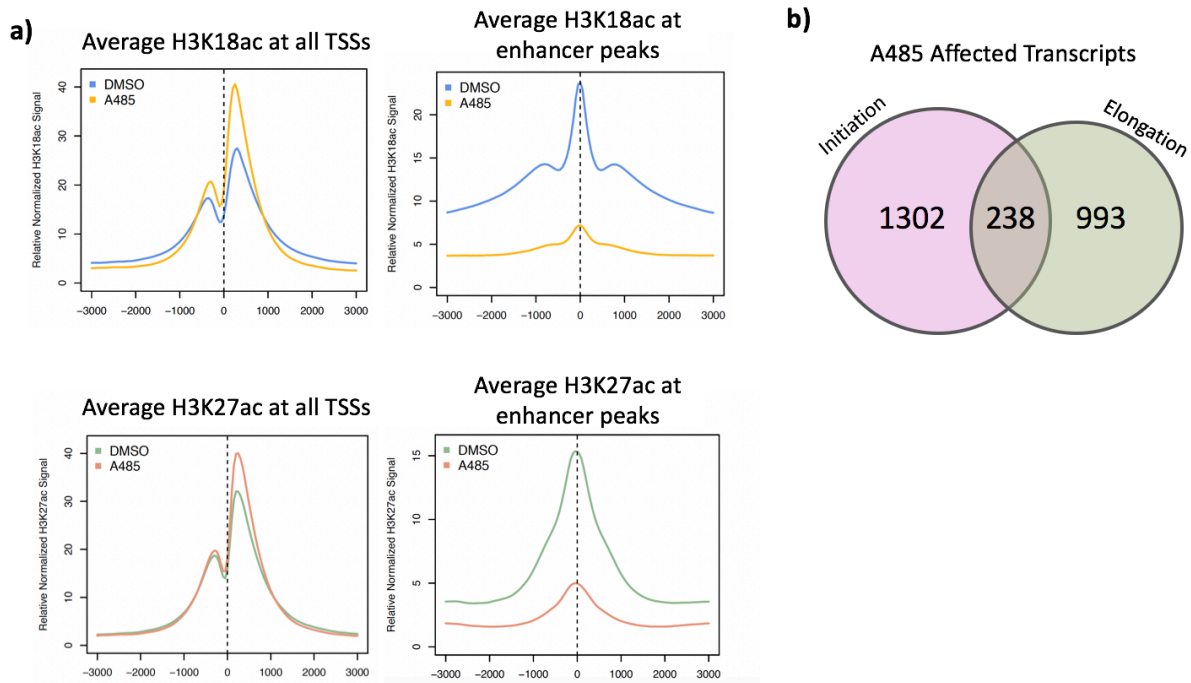 a)
Average H3K18ac at all TSSs
Relative Normalized H3K18ac Signal
DMSO
A485
0
10
20
30
40
−3000
−2000
−1000
0
1000
2000
3000
Average H3K18ac at
enhancer peaks
Relative Normalized H3K18ac Signal
DMSO
A485
0
5
10
15
20
−3000
−2000
−1000
0
1000
2000
3000
b)
A485 Affected Transcripts
Initiation
Elongation
1302
238
993
Average H3K27ac at all TSSs
Relative Normalized H3K27ac Signal
DMSO
A485
0
10
20
30
40
−3000
−2000
−1000
0
1000
2000
3000
Average H3K27ac at
enhancer peaks
Relative Normalized H3K27ac Signal
DMSO
A485
0
5
10
15
−3000
−2000
−1000
0
1000
2000
3000